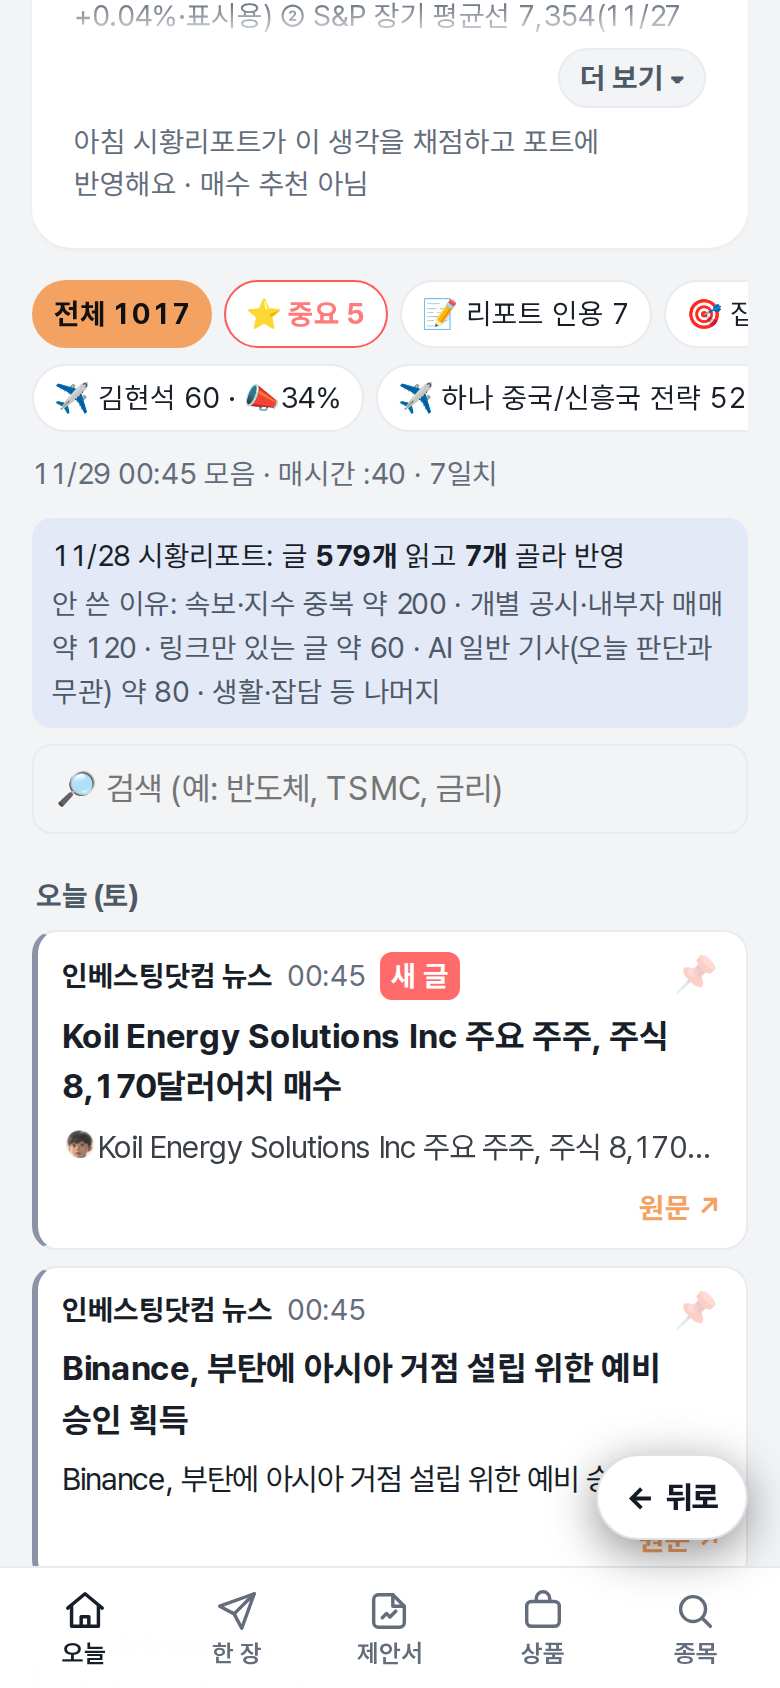 +0.04%·표시용) ② S&P 장기 평균선 7,354(11/27
더 보기
아침 시황리포트가 이 생각을 채점하고 포트에
반영해요 · 매수 추천 아님
전체 1017
⭐ 중요 5
📝 리포트 인용 7
🎯 집
✈️ 김현석 60 · 📣34%
✈️ 하나 중국/신흥국 전략 52
11/29 00:45 모음 · 매시간 :40 · 7일치
11/28 시황리포트: 글 579개 읽고 7개 골라 반영
안 쓴 이유: 속보·지수 중복 약 200 · 개별 공시·내부자 매매
약 120 · 링크만 있는 글 약 60 · AI 일반 기사(오늘 판단과
무관) 약 80 · 생활·잡담 등 나머지
🔎 검색 (예: 반도체, TSMC, 금리)
오늘 (토)
인베스팅닷컴 뉴스 00:45 새 글
Koil Energy Solutions Inc 주요 주주, 주식
8,170달러어치 매수
Koil Energy Solutions Inc 주요 주주, 주식 8,170...
원문 ↗
인베스팅닷컴 뉴스 00:45
Binance, 부탄에 아시아 거점 설립 위한 예비
승인 획득
Binance, 부탄에 아시아 거점 설립 위한 예비 승
← 뒤로
원문 ↗
오늘
한 장
제안서
상품
종목